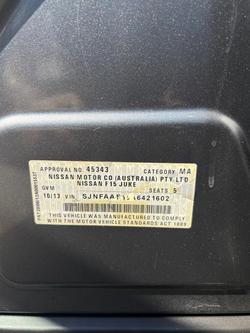 APPROVAL NO. 45343 CATEGORY MA
NISSAN MOTOR CO (AUSTRALIA) PTY. LTD
NISSAN F15 JUKE
GVM SEATS 5
10/13 VIN
THIS VEHICLE WAS MANUFACTURED TO COMPLY
WITH THE MOTOR VEHICLE STANDARDS ACT 1989